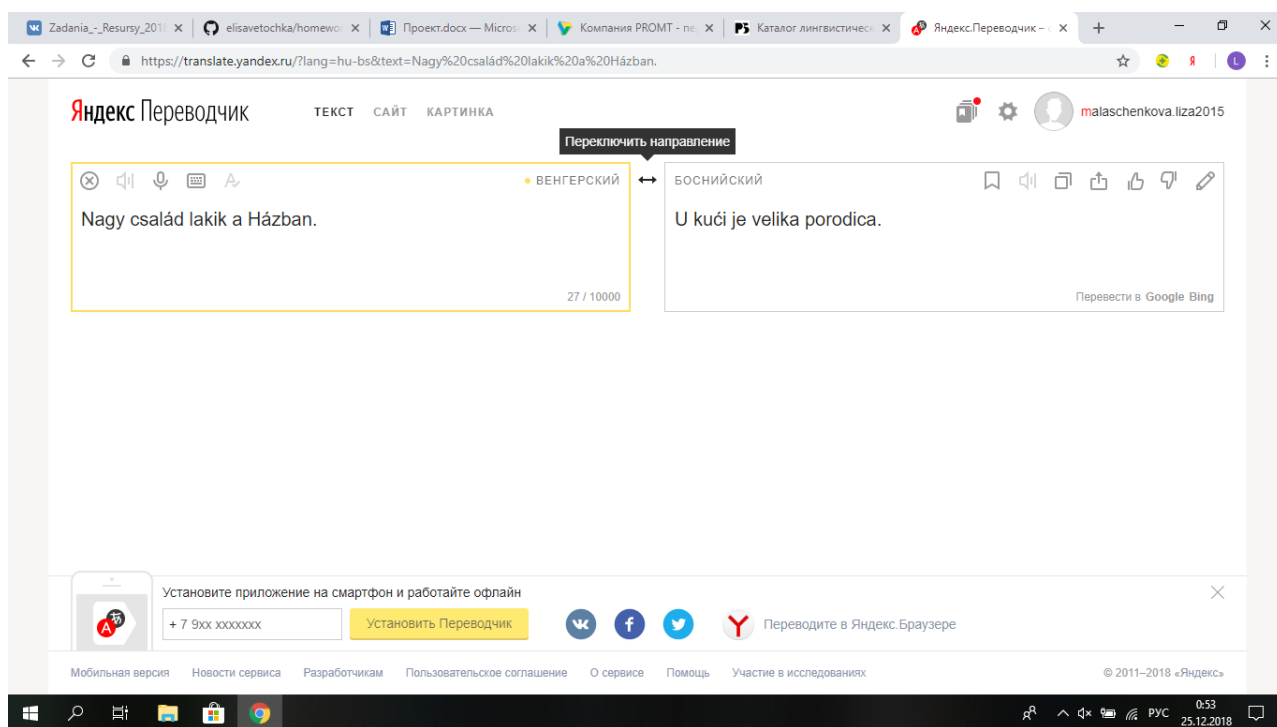 Zadania_-_Resursy_201
elisavetochka/homewo
Проект.docx — Micros
Компания PROMT - пе
Каталог лингвистическ
Яндекс.Переводчик –
https://translate.yandex.ru/?lang=hu-bs&text=Nagy%20család%20lakik%20a%20Házban.
Яндекс Переводчик
ТЕКСТ САЙТ КАРТИНКА
malaschenkova.liza2015
Переключить направление
ВЕНГЕРСКИЙ
БОСНИЙСКИЙ
Nagy család lakik a Házban.
U kući je velika porodica.
27 / 10000
Перевести в Google Bing
Установите приложение на смартфон и работайте офлайн
+ 7 9xx xxxxxxx
Установить Переводчик
Переводите в Яндекс.Браузере
Мобильная версия Новости сервиса Разработчикам Пользовательское соглашение О сервисе Помощь Участие в исследованиях
© 2011–2018 «Яндекс»
РУС
0:53
25.12.2018